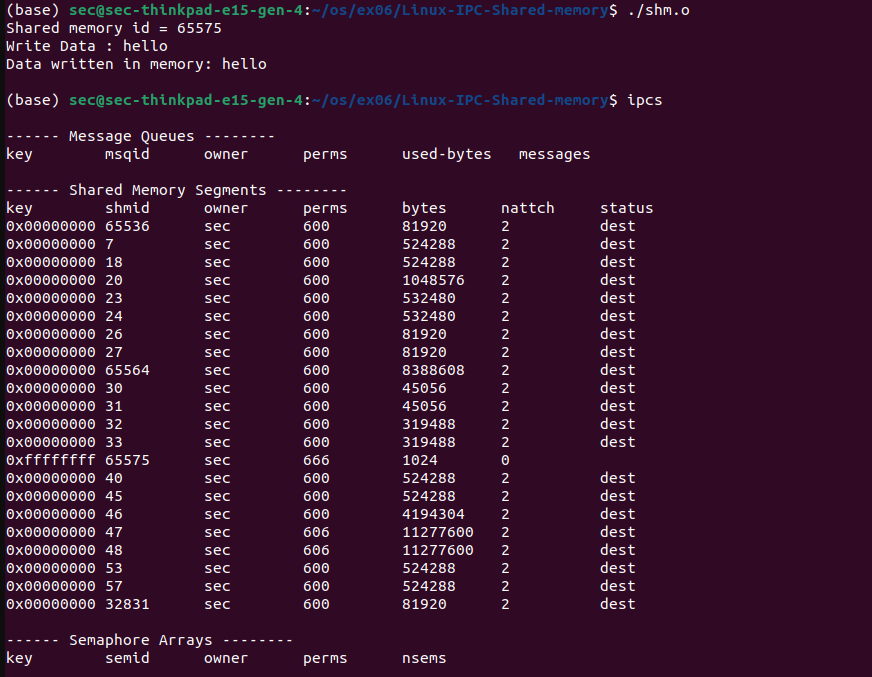 (base) sec@sec-thinkpad-e15-gen-4:~/os/ex06/Linux-IPC-Shared-memory$ ./shm.o
Shared memory id = 65575
Write Data : hello
Data written in memory: hello
(base) sec@sec-thinkpad-e15-gen-4:~/os/ex06/Linux-IPC-Shared-memory$ ipcs
------ Message Queues --------
key        msqid      owner      perms      used-bytes   messages
------ Shared Memory Segments --------
key        shmid      owner      perms      bytes      nattch     status
0x00000000 65536      sec        600        81920      2          dest
0x00000000 7          sec        600        524288     2          dest
0x00000000 18         sec        600        524288     2          dest
0x00000000 20         sec        600        1048576    2          dest
0x00000000 23         sec        600        532480     2          dest
0x00000000 24         sec        600        532480     2          dest
0x00000000 26         sec        600        81920      2          dest
0x00000000 27         sec        600        81920      2          dest
0x00000000 65564      sec        600        8388608    2          dest
0x00000000 30         sec        600        45056      2          dest
0x00000000 31         sec        600        45056      2          dest
0x00000000 32         sec        600        319488     2          dest
0x00000000 33         sec        600        319488     2          dest
0xffffffff 65575      sec        666        1024       0
0x00000000 40         sec        600        524288     2          dest
0x00000000 45         sec        600        524288     2          dest
0x00000000 46         sec        600        4194304    2          dest
0x00000000 47         sec        606        11277600   2          dest
0x00000000 48         sec        606        11277600   2          dest
0x00000000 53         sec        600        524288     2          dest
0x00000000 57         sec        600        524288     2          dest
0x00000000 32831      sec        600        81920      2          dest
------ Semaphore Arrays --------
key        semid      owner      perms      nsems